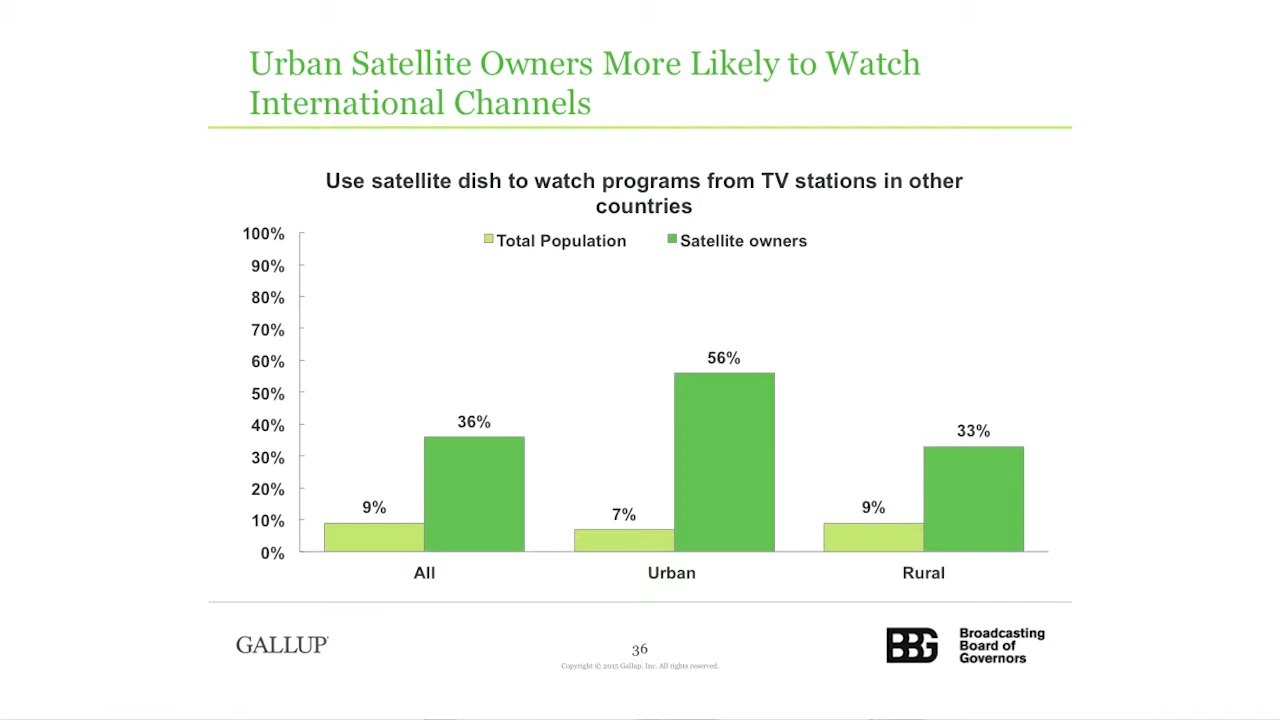 Urban Satellite Owners More Likely to Watch
International Channels
Use satellite dish to watch programs from TV stations in other
countries
Total Population
Satellite owners
100%
90%
80%
70%
60%
50%
40%
30%
20%
10%
0%
9%
36%
7%
56%
9%
33%
All
Urban
Rural
GALLUP
36
Copyright © 2015 Gallup, Inc. All rights reserved.
BBG
Broadcasting
Board of
Governors